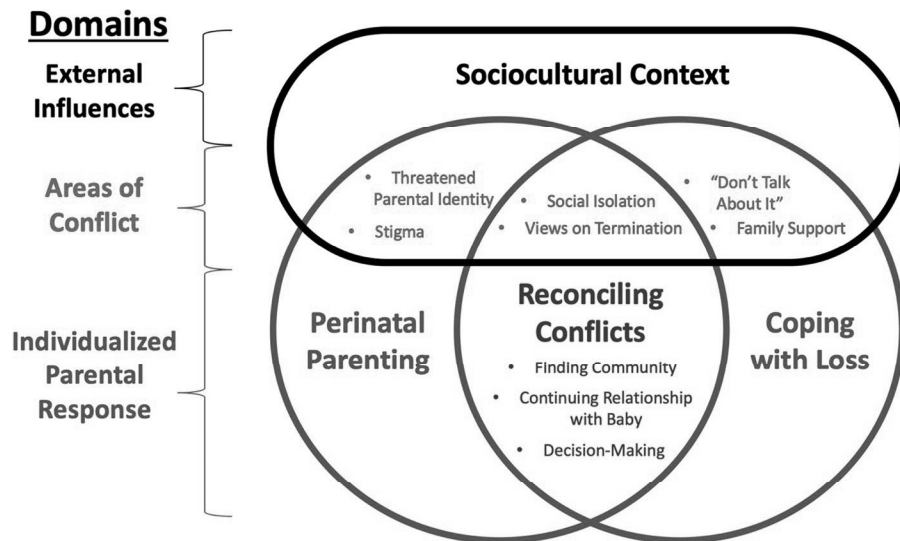 Domains
External
Influences
Areas of
Conflict
Individualized
Parental
Response
Sociocultural Context
• Threatened
Parental Identity
• Stigma
• Social Isolation
• Views on Termination
• “Don’t Talk
About It”
• Family Support
Perinatal
Parenting
Reconciling
Conflicts
• Finding Community
• Continuing Relationship
with Baby
• Decision-Making
Coping
with Loss